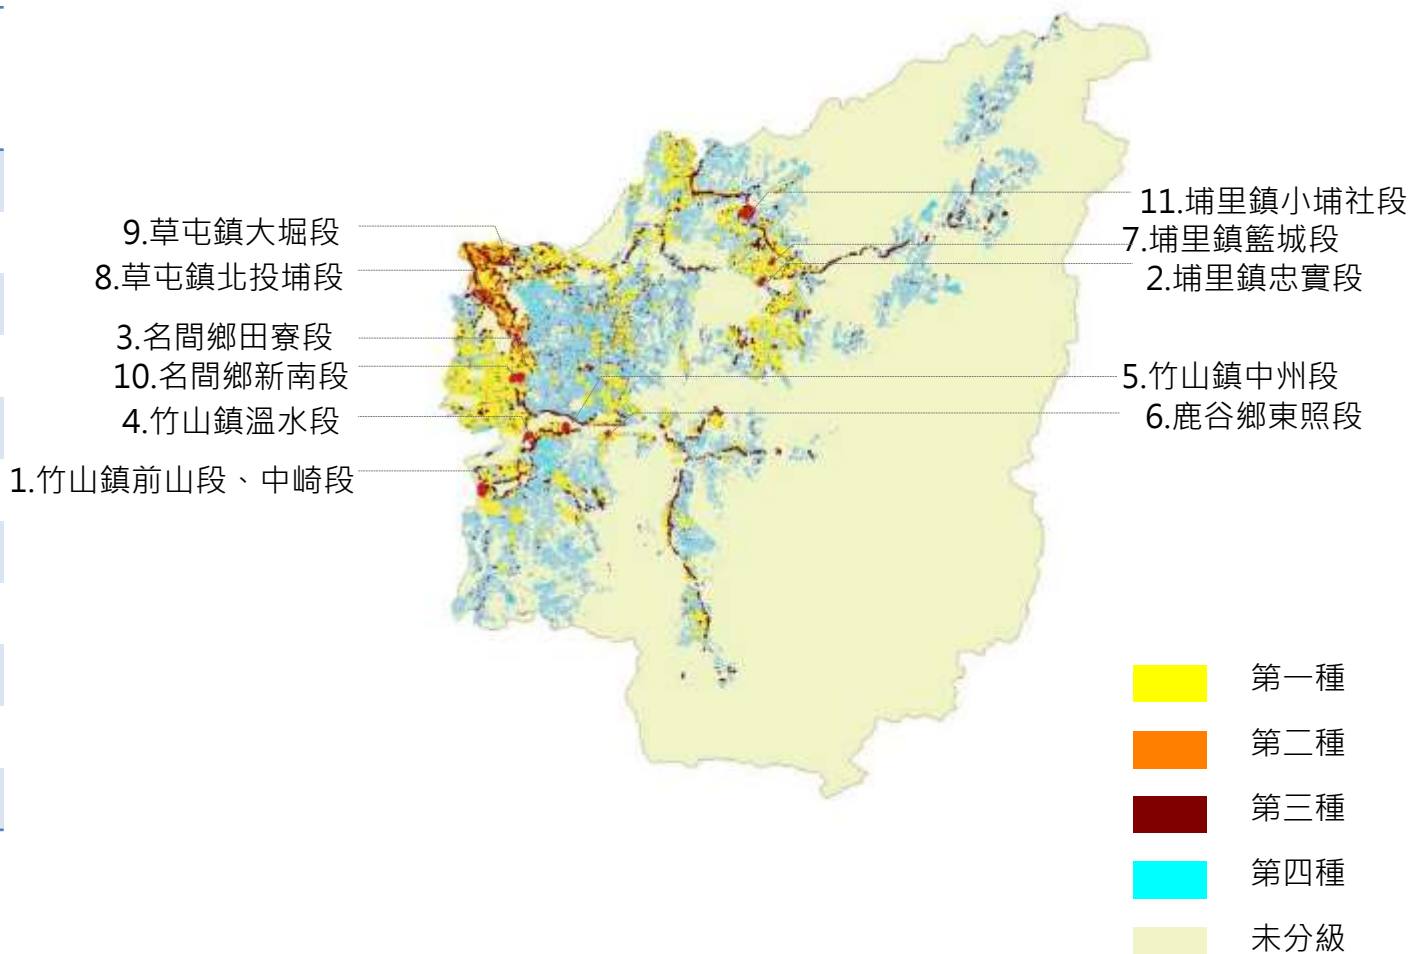 9.草屯鎮大堀段
8.草屯鎮北投埔段
3.名間鄉田寮段
10.名間鄉新南段
4.竹山鎮溫水段
1.竹山鎮前山段、中崎段
11.埔里鎮小埔社段
7.埔里鎮籃城段
2.埔里鎮忠實段
5.竹山鎮中州段
6.鹿谷鄉東照段
第一種
第二種
第三種
第四種
未分級